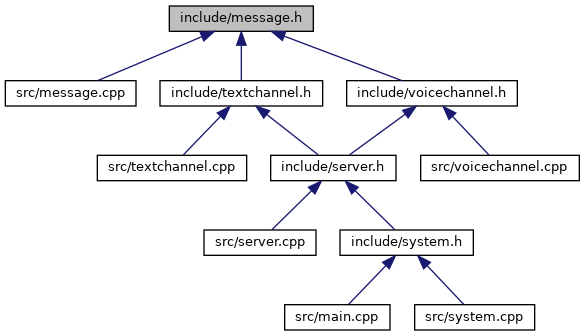 include/message.h
src/message.cpp
include/textchannel.h
include/voicechannel.h
src/textchannel.cpp
include/server.h
src/voicechannel.cpp
src/server.cpp
include/system.h
src/main.cpp
src/system.cpp